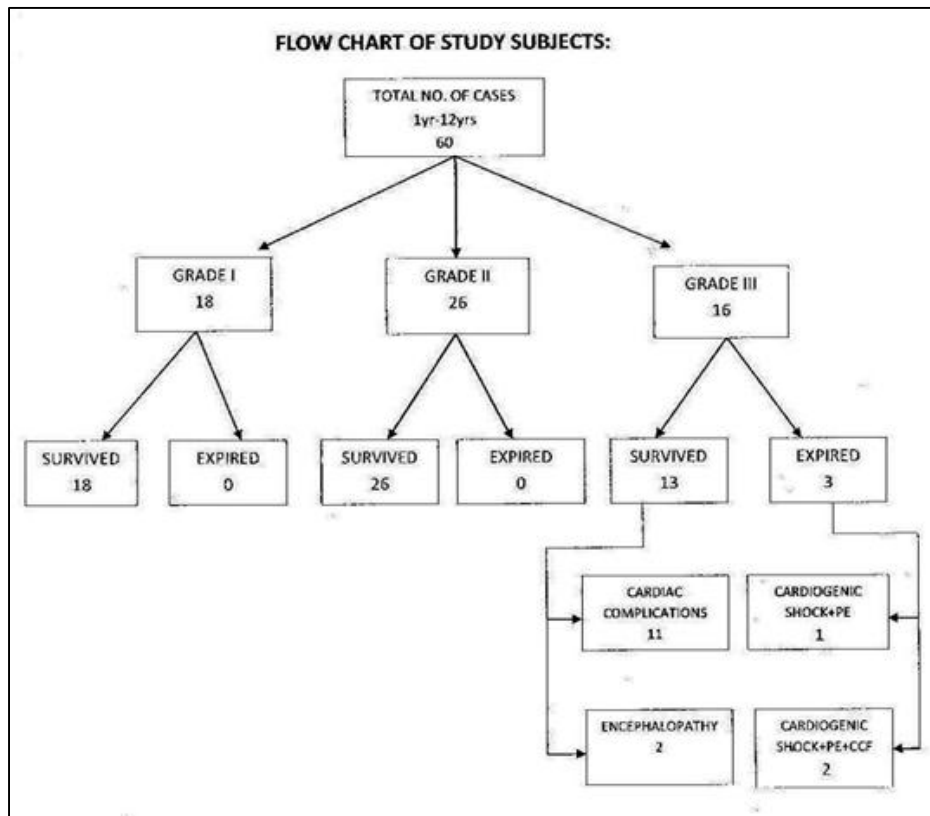 FLOW CHART OF STUDY SUBJECTS:
TOTAL NO. OF CASES
1yr-12yrs
60
GRADE I
18
GRADE II
26
GRADE III
16
SURVIVED
18
EXPIRED
0
SURVIVED
26
EXPIRED
0
SURVIVED
13
EXPIRED
3
CARDIAC
COMPLICATIONS
11
CARDIOGENIC
SHOCK+PE
1
ENCEPHALOPATHY
2
CARDIOGENIC
SHOCK+PE+CCF
2